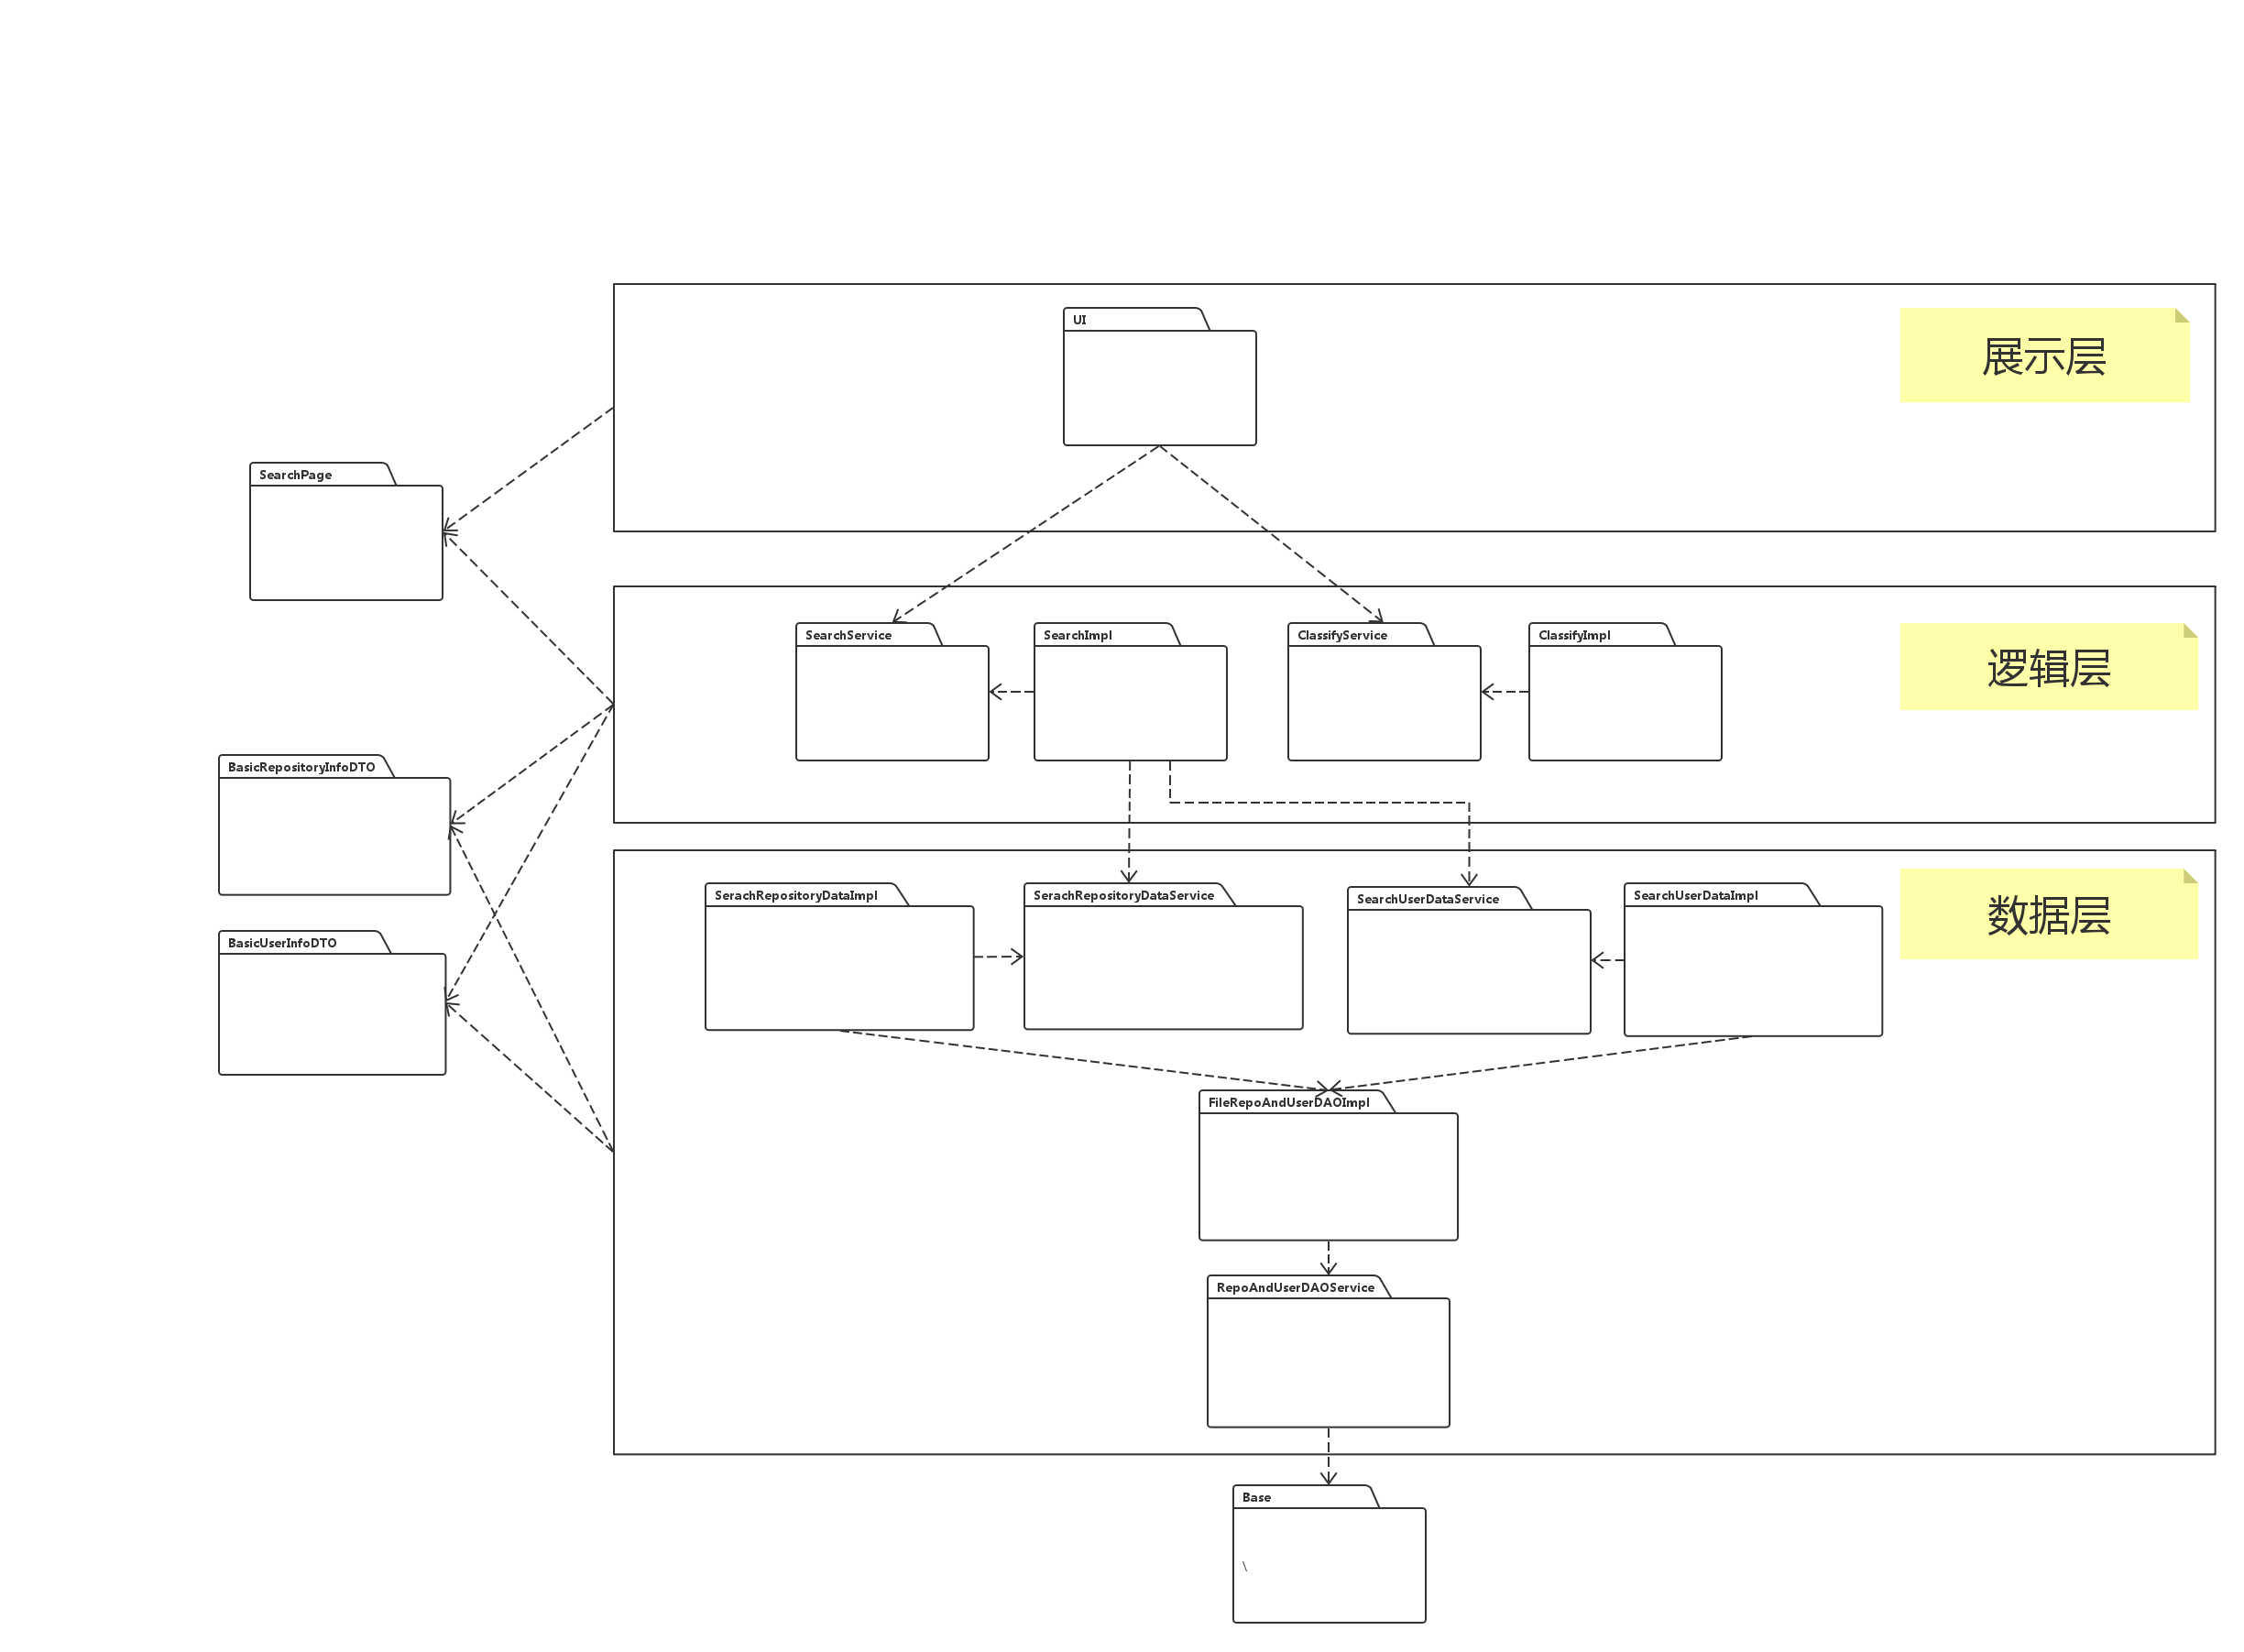 UI
展示层
SearchPage
SearchService
SearchImpl
ClassifyService
ClassifyImpl
逻辑层
BasicRepositoryInfoDTO
BasicUserInfoDTO
SerachRepositoryDataImpl
SerachRepositoryDataService
SearchUserDataService
SearchUserDataImpl
数据层
FileRepoAndUserDAOImpl
RepoAndUserDAOService
Base
\